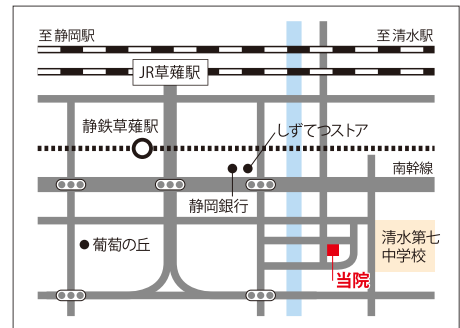 至 静岡駅
至 清水駅
JR草薙駅
静鉄草薙駅
しずてつストア
南幹線
静岡銀行
葡萄の丘
清水第七
中学校
当院